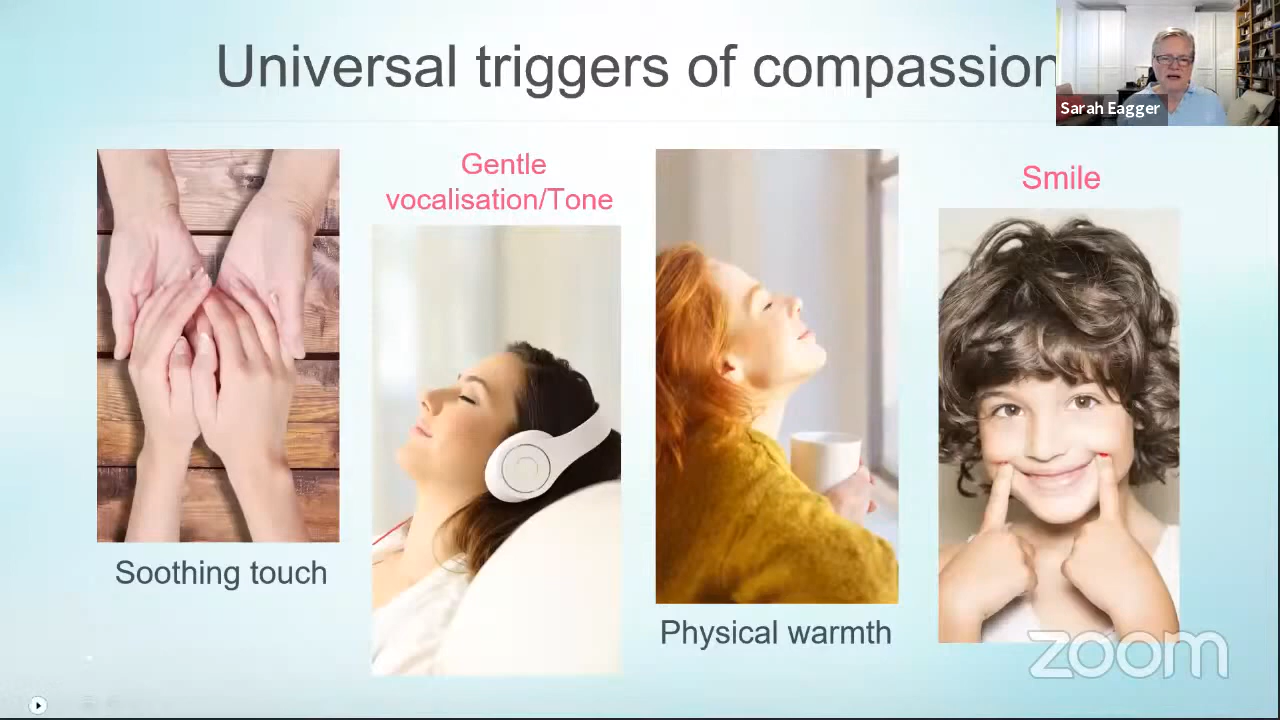 Universal triggers of compassion
Sarah Eagger
Gentle
vocalisation/Tone
Smile
Soothing touch
Physical warmth
zoom